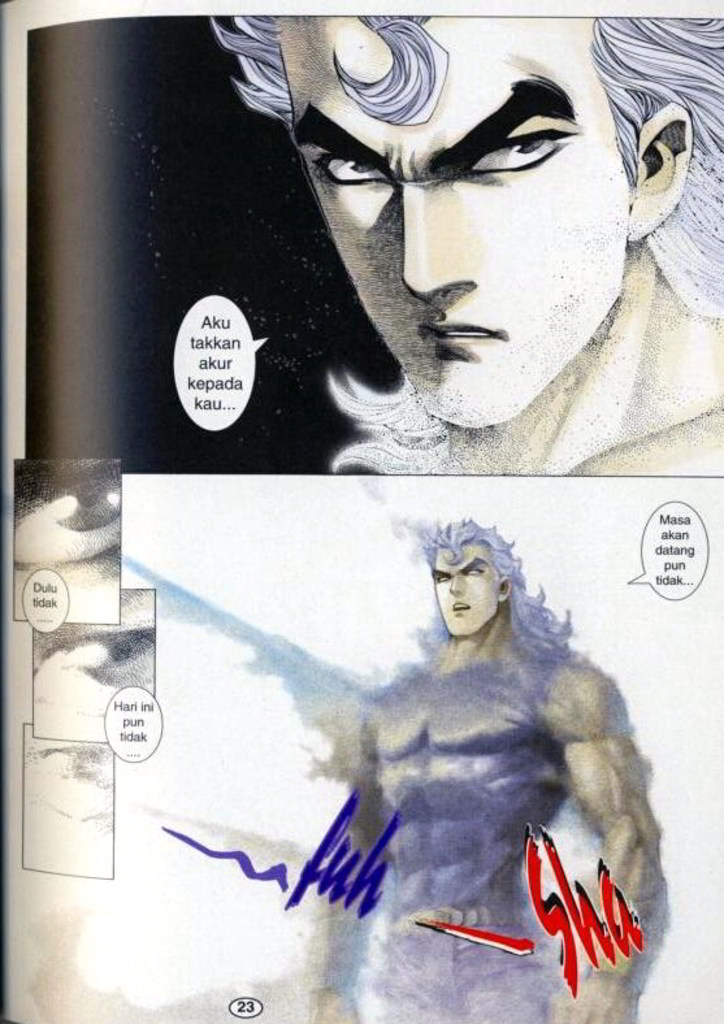 Aku
takkan
akur
kepada
kau...
Masa
akan
datang
pun
tidak...
Dulu
tidak
.....
Hari ini
pun
tidak
....
fuh
Sha
23